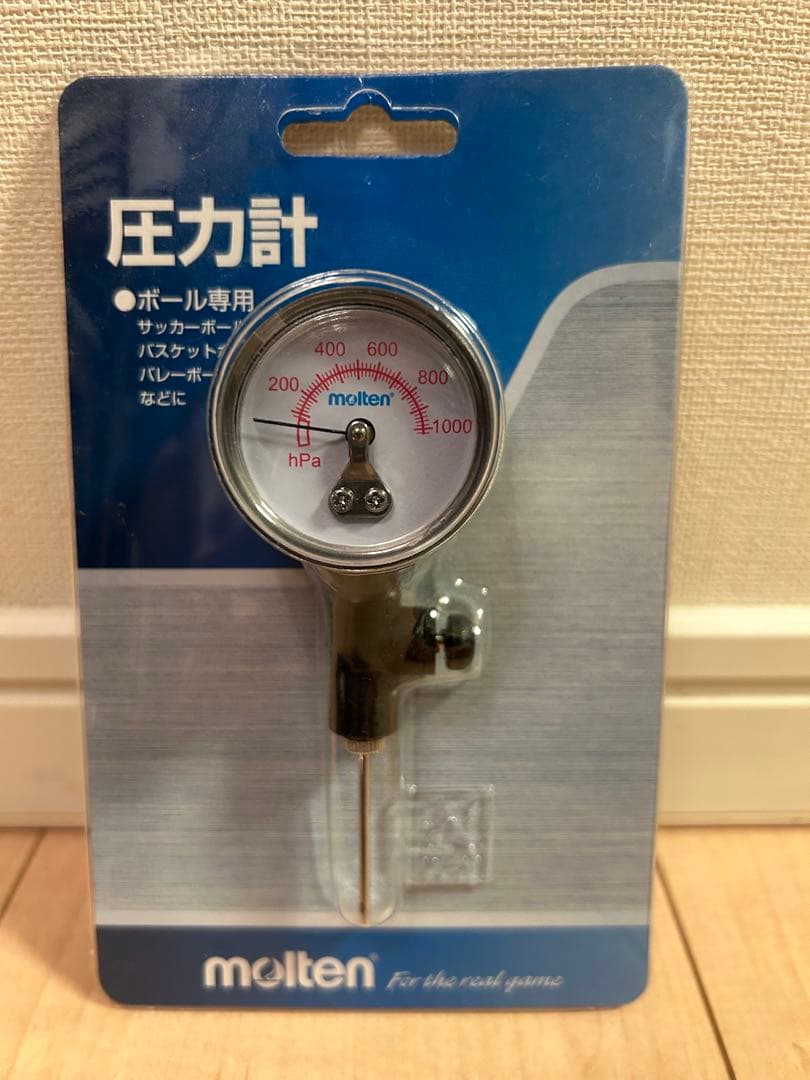 圧力計
●ボール専用
サッカーボール
バスケット
バレーボー
などに
400 600
200 800
molten
1000
hPa
molten For the real game